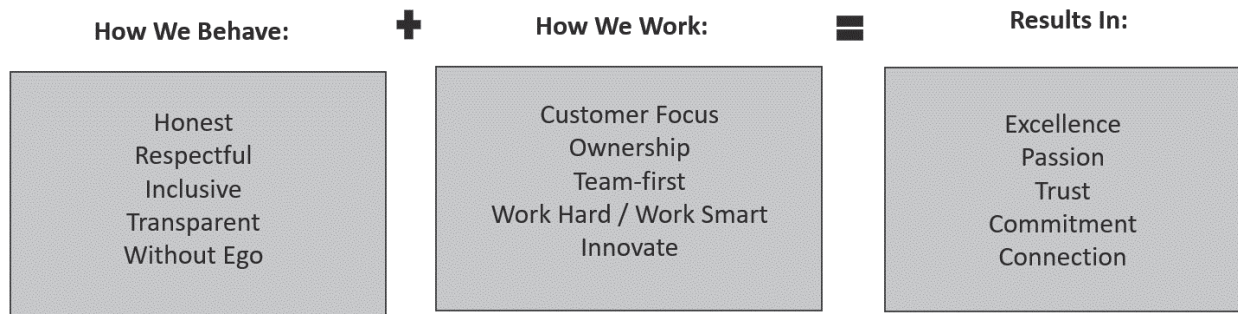 How We Behave:
+
How We Work:
=
Results In:
Honest
Respectful
Inclusive
Transparent
Without Ego
Customer Focus
Ownership
Team-first
Work Hard / Work Smart
Innovate
Excellence
Passion
Trust
Commitment
Connection